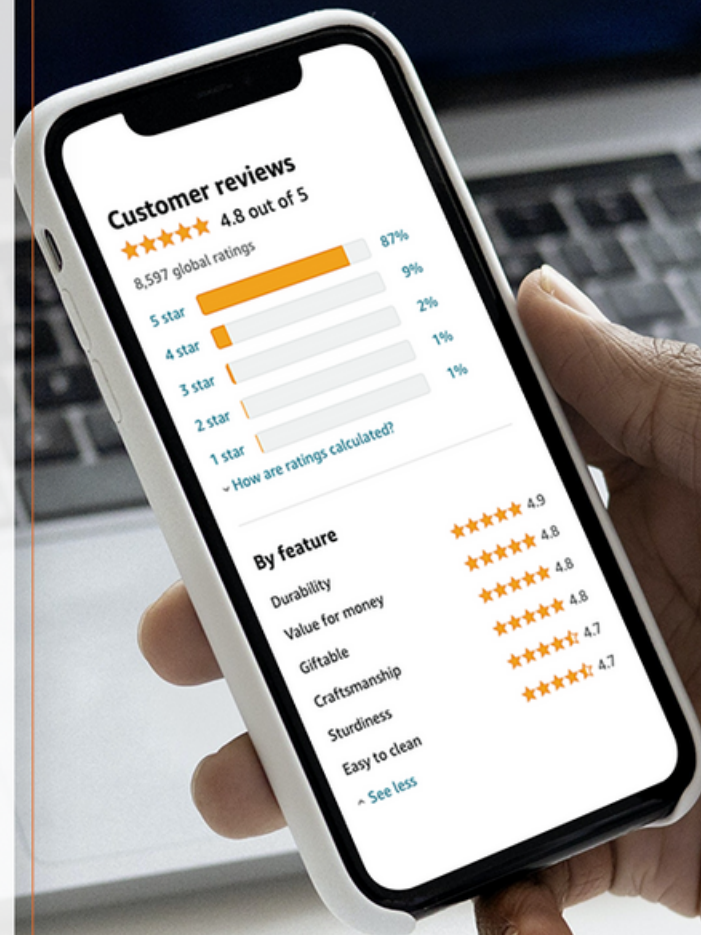 Customer reviews
4.8 out of 5
8,597 global ratings
5 star 87%
4 star 9%
3 star 2%
2 star 1%
1 star 1%
How are ratings calculated?
By feature
Durability 4.9
Value for money 4.8
Giftable 4.8
Craftsmanship 4.8
Sturdiness 4.7
Easy to clean 4.7
See less